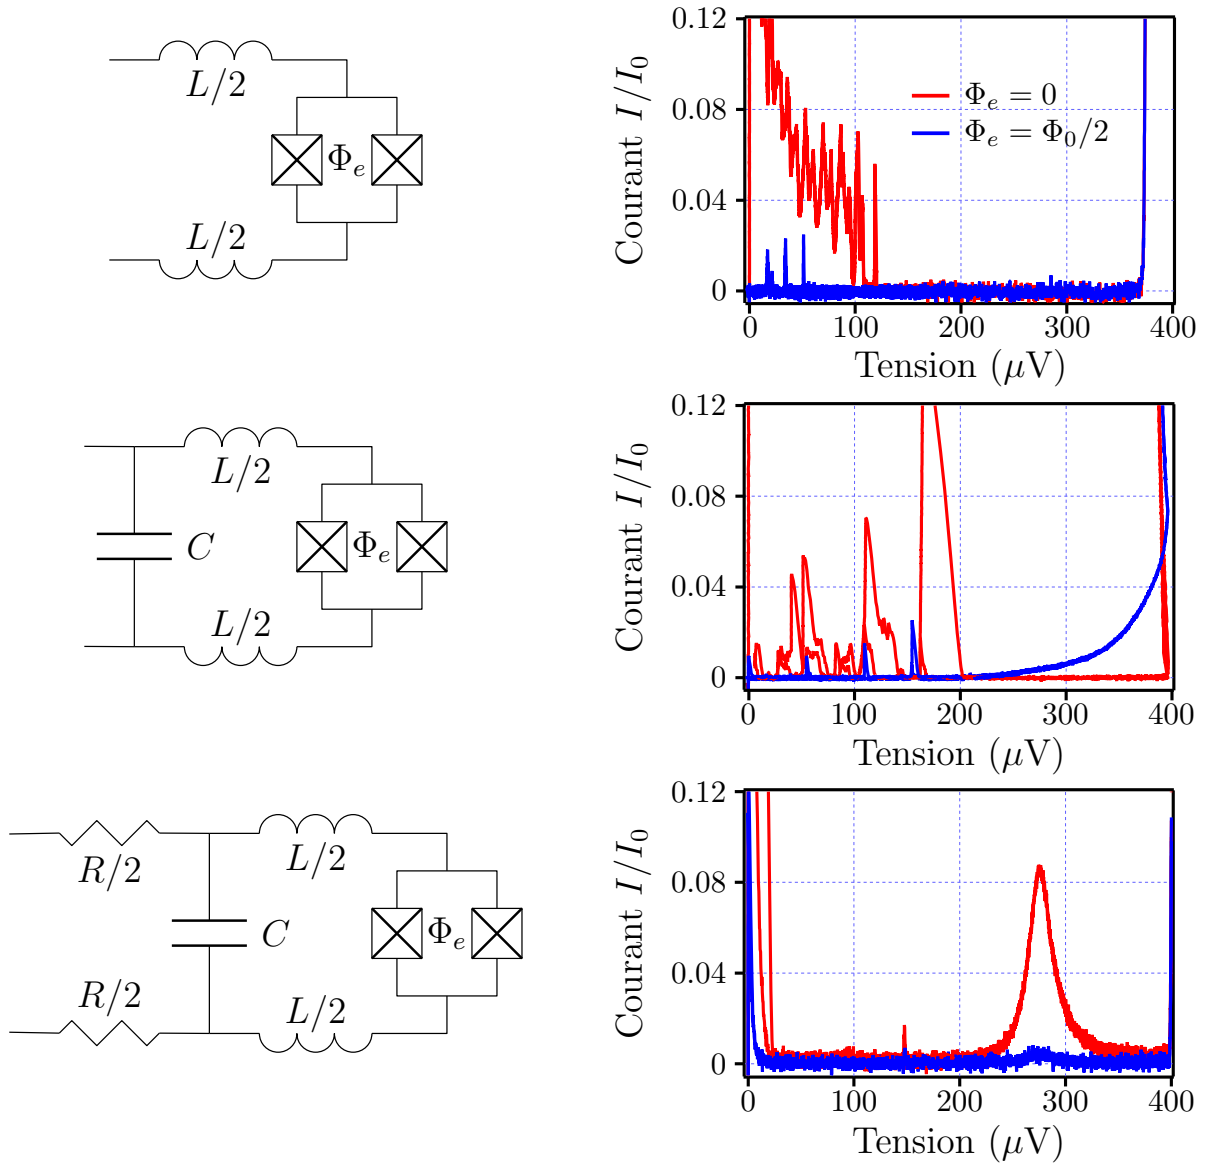 L/2
Φe
L/2
Courant I/I0
0.12
0.08
0.04
0
Φe = 0
Φe = Φ0/2
0 100 200 300 400
Tension (μV)
L/2
C
Φe
L/2
Courant I/I0
0.12
0.08
0.04
0
0 100 200 300 400
Tension (μV)
R/2
L/2
C
Φe
R/2
L/2
Courant I/I0
0.12
0.08
0.04
0
0 100 200 300 400
Tension (μV)